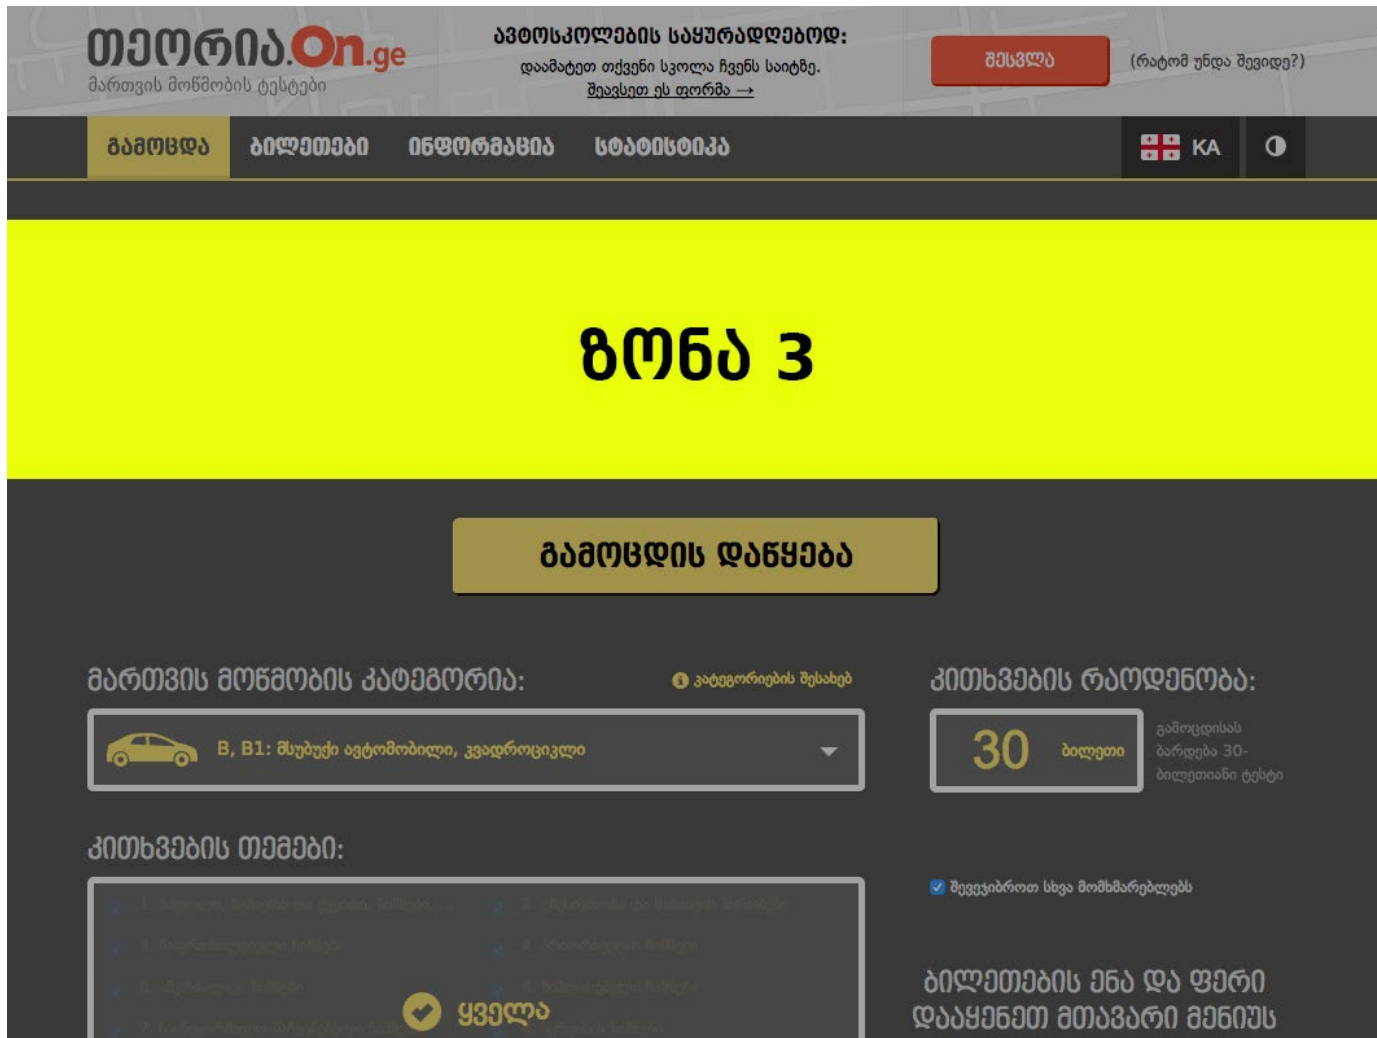 თეორია.On.ge
მართვის მოწმობის ტესტები
ავტოსკოლების საყურადღებოდ:
დაამატეთ თქვენი სკოლა ჩვენს საიტზე.
შეავსეთ ეს ფორმა →
შესვლა
(რატომ უნდა შევიდე?)
გამოცდა
ბილეთები
ინფორმაცია
სტატისტიკა
KA
ზონა 3
გამოცდის დაწყება
მართვის მოწმობის კატეგორია:
კატეგორიების შესახებ
B, B1: მსუბუქი ავტომობილი, კვადროციკლი
კითხვების რაოდენობა:
30 ბილეთი
გამოცდისას
ბარდება 30-
ბილეთიანი ტესტი
კითხვების თემები:
ყველა
შევეჯიბროთ სხვა მომხმარებლებს
ბილეთების ენა და ფერი
დააყენეთ მთავარი მენიუს